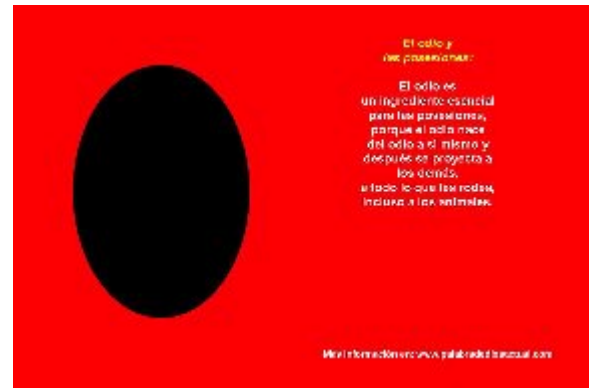 El odio y
las posesiones:
El odio es
un ingrediente esencial
para las posesiones,
porque el odio nace
del odio a si mismo y
después se proyecta a
los demás,
a todo lo que les rodea,
incluso a los animales.
Más información en: www.palabradediosactual.com